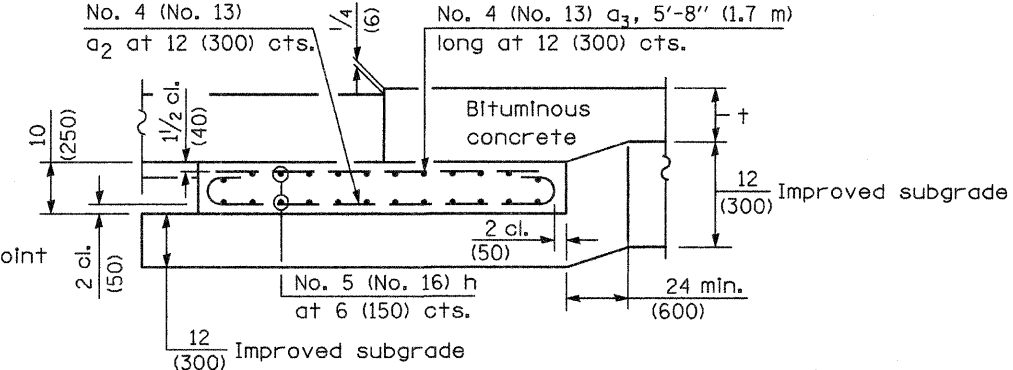 No. 4 (No. 13)
a2 at 12 (300) cts.
1/4
(6)
No. 4 (No. 13) a3, 5'-8" (1.7 m)
long at 12 (300) cts.
10
(250)
1 1/2 cl.
(40)
Bituminous
concrete
t
12
(300)
Improved subgrade
oint
2 cl.
(50)
2 cl.
(50)
No. 5 (No. 16) h
at 6 (150) cts.
24 min.
(600)
12
(300)
Improved subgrade